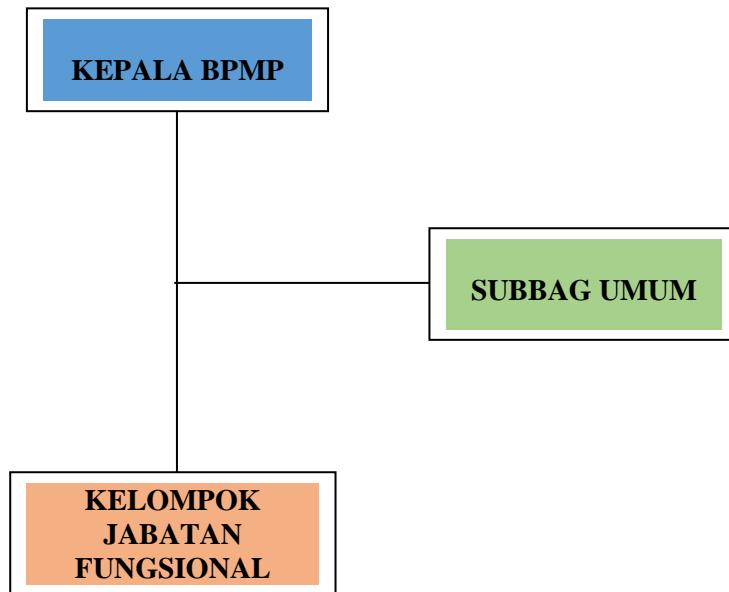 KEPALA BPMP
SUBBAG UMUM
KELOMPOK
JABATAN
FUNGSIONAL